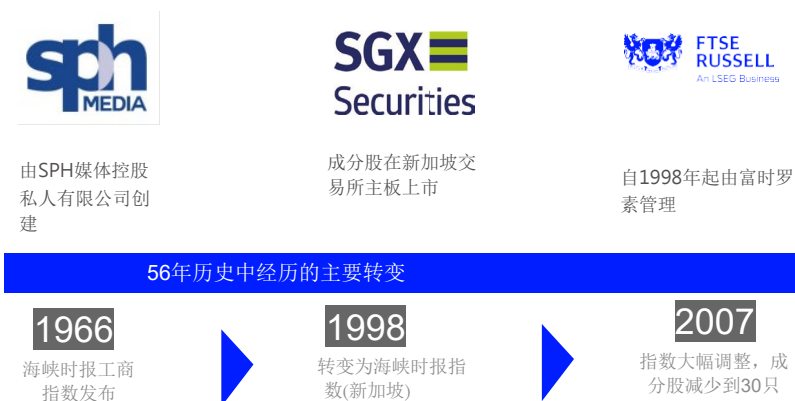 sph
MEDIA
SGX
Securities
FTSE
RUSSELL
An LSEG Business
由SPH媒体控股
私人有限公司创
建
成分股在新加坡交
易所主板上市
自1998年起由富时罗
素管理
56年历史中经历的主要转变
1966
海峡时报工商
指数发布
1998
转变为海峡时报指
数(新加坡)
2007
指数大幅调整，成
分股减少到30只